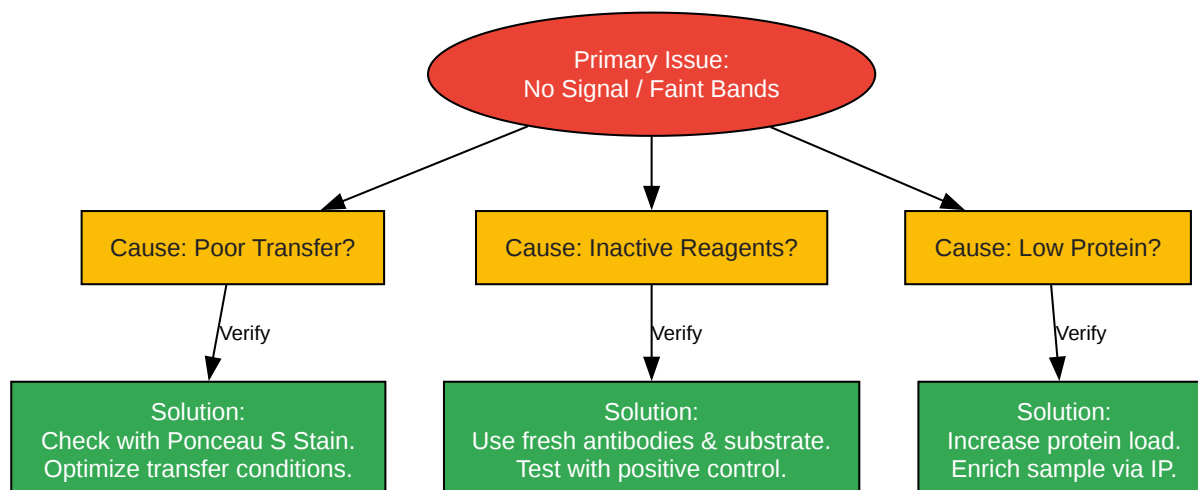 Primary Issue:
No Signal / Faint Bands
Cause: Poor Transfer?
Cause: Inactive Reagents?
Cause: Low Protein?
Verify
Verify
Verify
Solution:
Check with Ponceau S Stain.
Optimize transfer conditions.
Solution:
Use fresh antibodies & substrate.
Test with positive control.
Solution:
Increase protein load.
Enrich sample via IP.